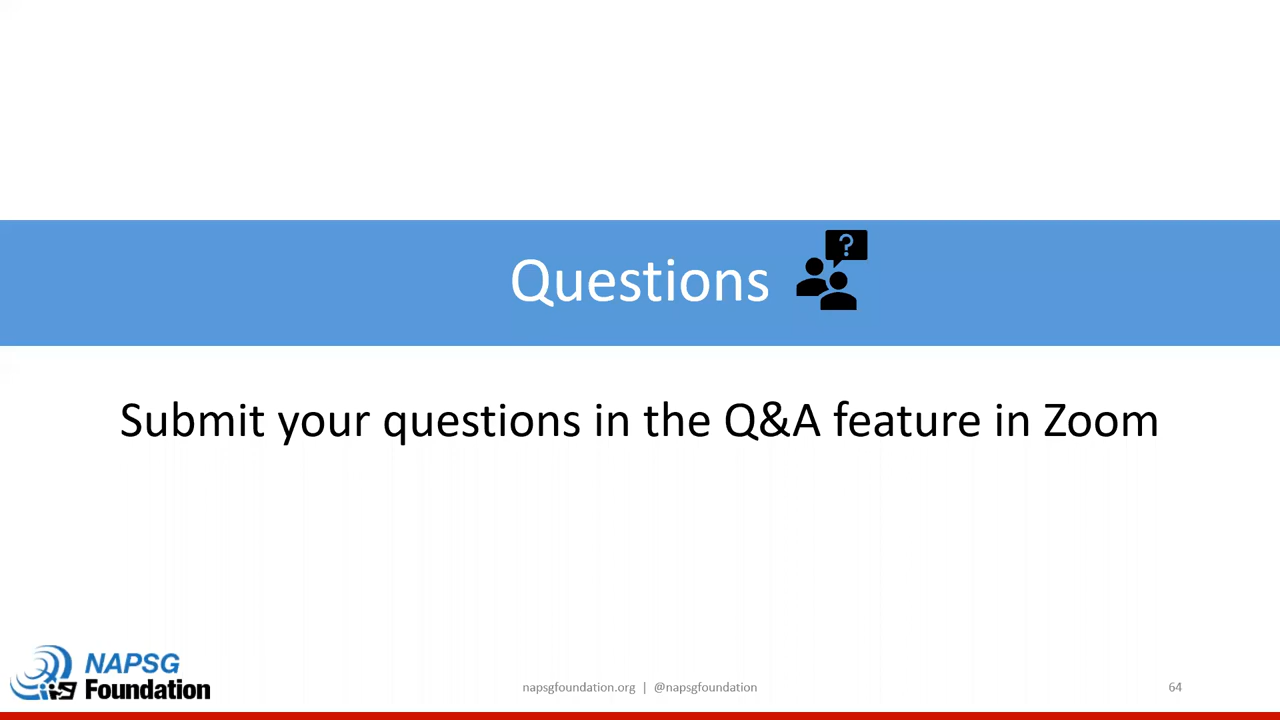 ?
Questions
Submit your questions in the Q&A feature in Zoom
NAPSG
Foundation
napsgfoundation.org | @napsgfoundation
64